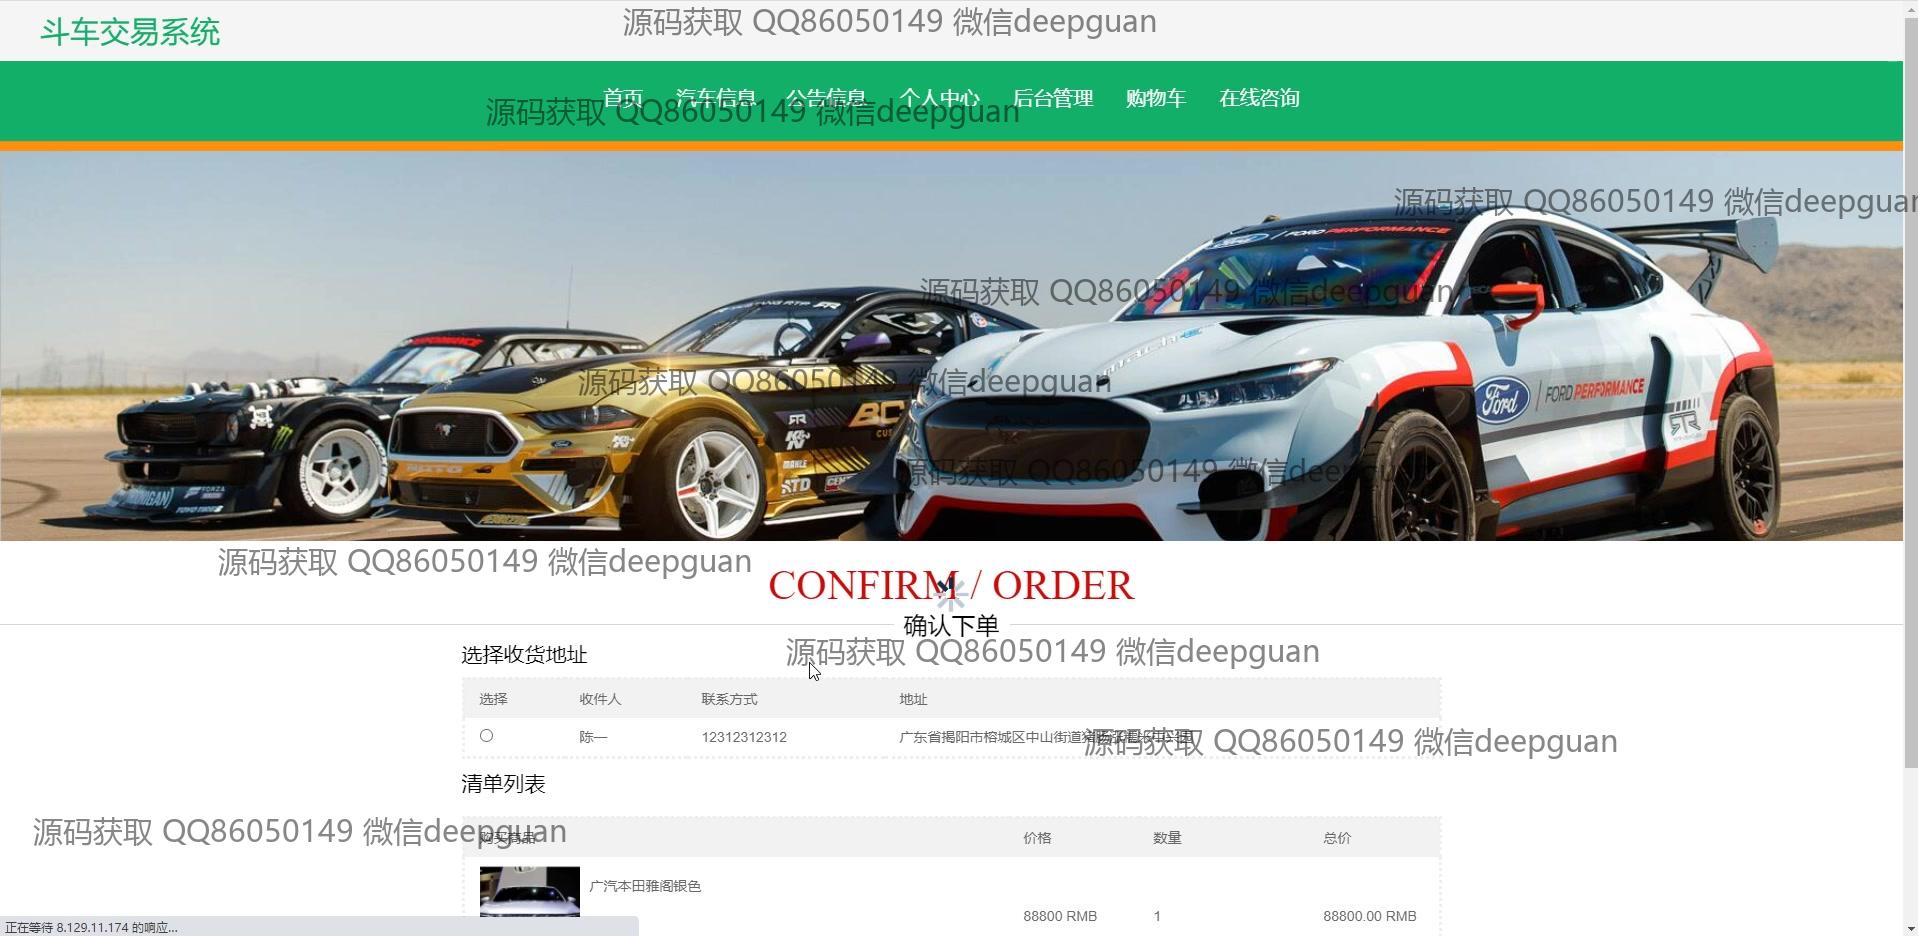 斗车交易系统
源码获取 QQ86050149 微信deepguan
首页 汽车信息 公告信息 个人中心 后台管理 购物车 在线咨询
源码获取 QQ86050149 微信deepguan
源码获取 QQ86050149 微信deepguan
FORD PERFORMANCE
源码获取 QQ86050149 微信deepguan
源码获取 QQ86050149 微信deepguan
Ford
FORD PERFORMANCE
源码获取 QQ86050149 微信deepguan
源码获取 QQ86050149 微信deepguan
CONFIRM / ORDER
确认下单
选择收货地址
源码获取 QQ86050149 微信deepguan
选择 收件人 联系方式 地址
陈一 12312312312 广东省揭阳市榕城区中山街道
源码获取 QQ86050149 微信deepguan
清单列表
源码获取 QQ86050149 微信deepguan
购买商品 价格 数量 总价
广汽本田雅阁银色
88800 RMB 1 88800.00 RMB
正在等待 8.129.11.174 的响应...